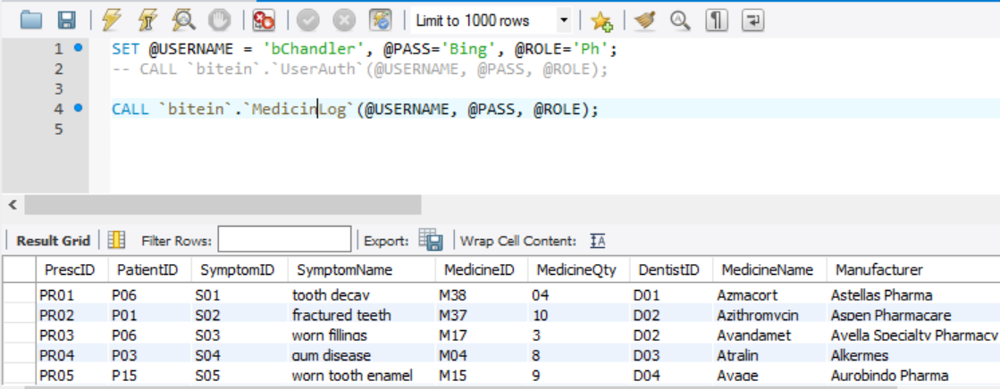 Limit to 1000 rows
1 SET @USERNAME = 'bChandler', @PASS='Bing', @ROLE='Ph';
2 -- CALL `bitein`.`UserAuth`(@USERNAME, @PASS, @ROLE);
3
4 CALL `bitein`.`MedicinLog`(@USERNAME, @PASS, @ROLE);
5
Result Grid Filter Rows: Export: Wrap Cell Content:
PrescID PatientID SymptomID SymptomName MedicineID MedicineQty DentistID MedicineName Manufacturer
PR01 P06 S01 tooth decay M38 04 D01 Azmacort Astellas Pharma
PR02 P01 S02 fractured teeth M37 10 D02 Azithromycin Aspen Pharmacare
PR03 P06 S03 worn fillings M17 3 D02 Avandamet Avella Specialty Pharmacy
PR04 P03 S04 gum disease M04 8 D03 Atralin Alkermes
PR05 P15 S05 worn tooth enamel M15 9 D04 Avage Aurobindo Pharma